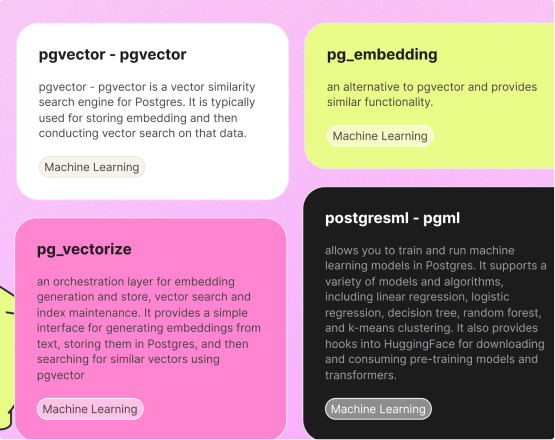 pgvector - pgvector
pgvector - pgvector is a vector similarity
search engine for Postgres. It is typically
used for storing embedding and then
conducting vector search on that data.
Machine Learning
pg_embedding
an alternative to pgvector and provides
similar functionality.
Machine Learning
pg_vectorize
an orchestration layer for embedding
generation and store, vector search and
index maintenance. It provides a simple
interface for generating embeddings from
text, storing them in Postgres, and then
searching for similar vectors using
pgvector
Machine Learning
postgresml - pgml
allows you to train and run machine
learning models in Postgres. It supports a
variety of models and algorithms,
including linear regression, logistic
regression, decision tree, random forest,
and k-means clustering. It also provides
hooks into HuggingFace for downloading
and consuming pre-training models and
transformers.
Machine Learning